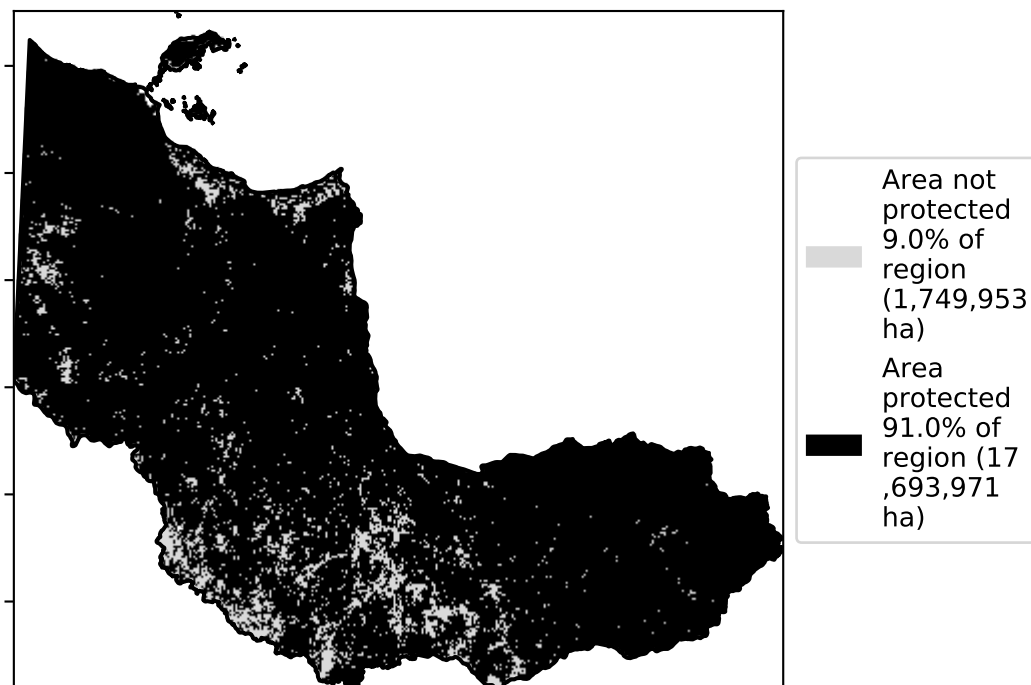 Area not
protected
9.0% of
region
(1,749,953
ha)
Area
protected
91.0% of
region (17
,693,971
ha)